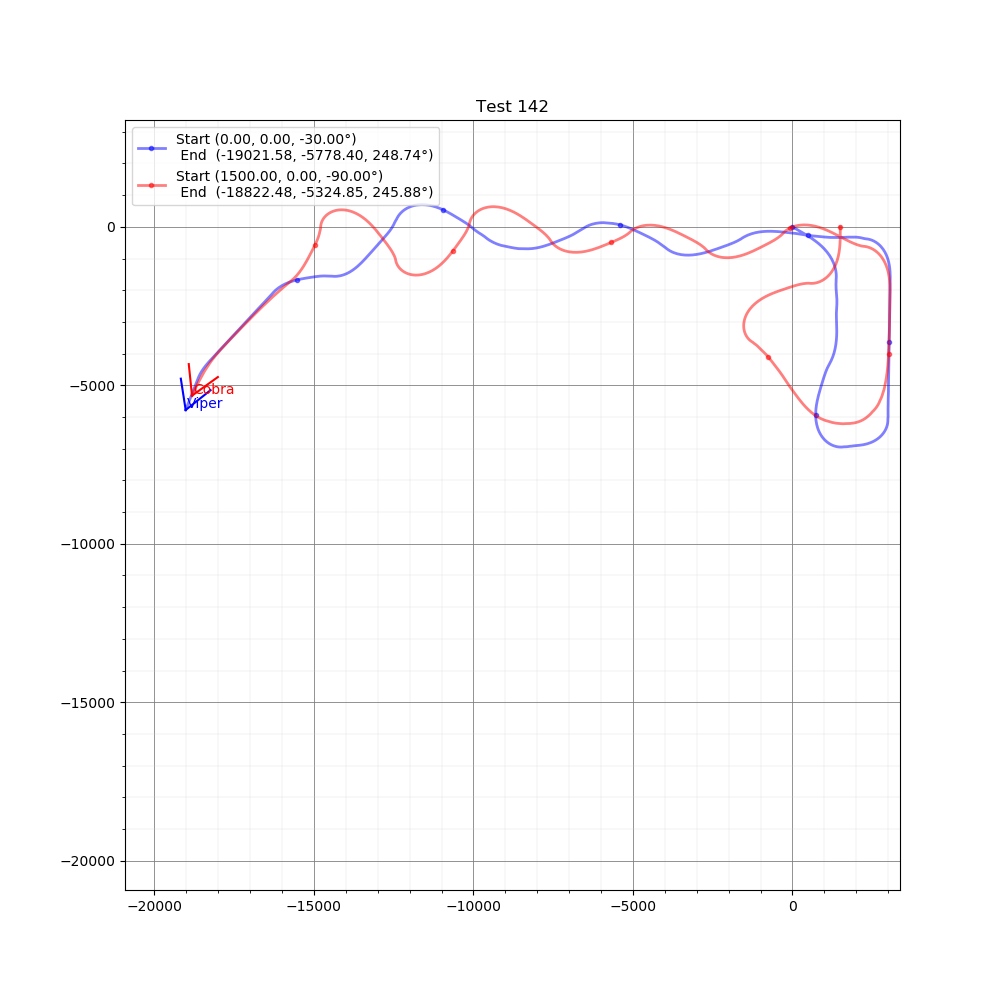 Test 142
Start (0.00, 0.00, -30.00°)
End (-19021.58, -5778.40, 248.74°)
Start (1500.00, 0.00, -90.00°)
End (-18822.48, -5324.85, 245.88°)
0
−5000
−10000
−15000
−20000
Cobra
Viper
−20000
−15000
−10000
−5000
0